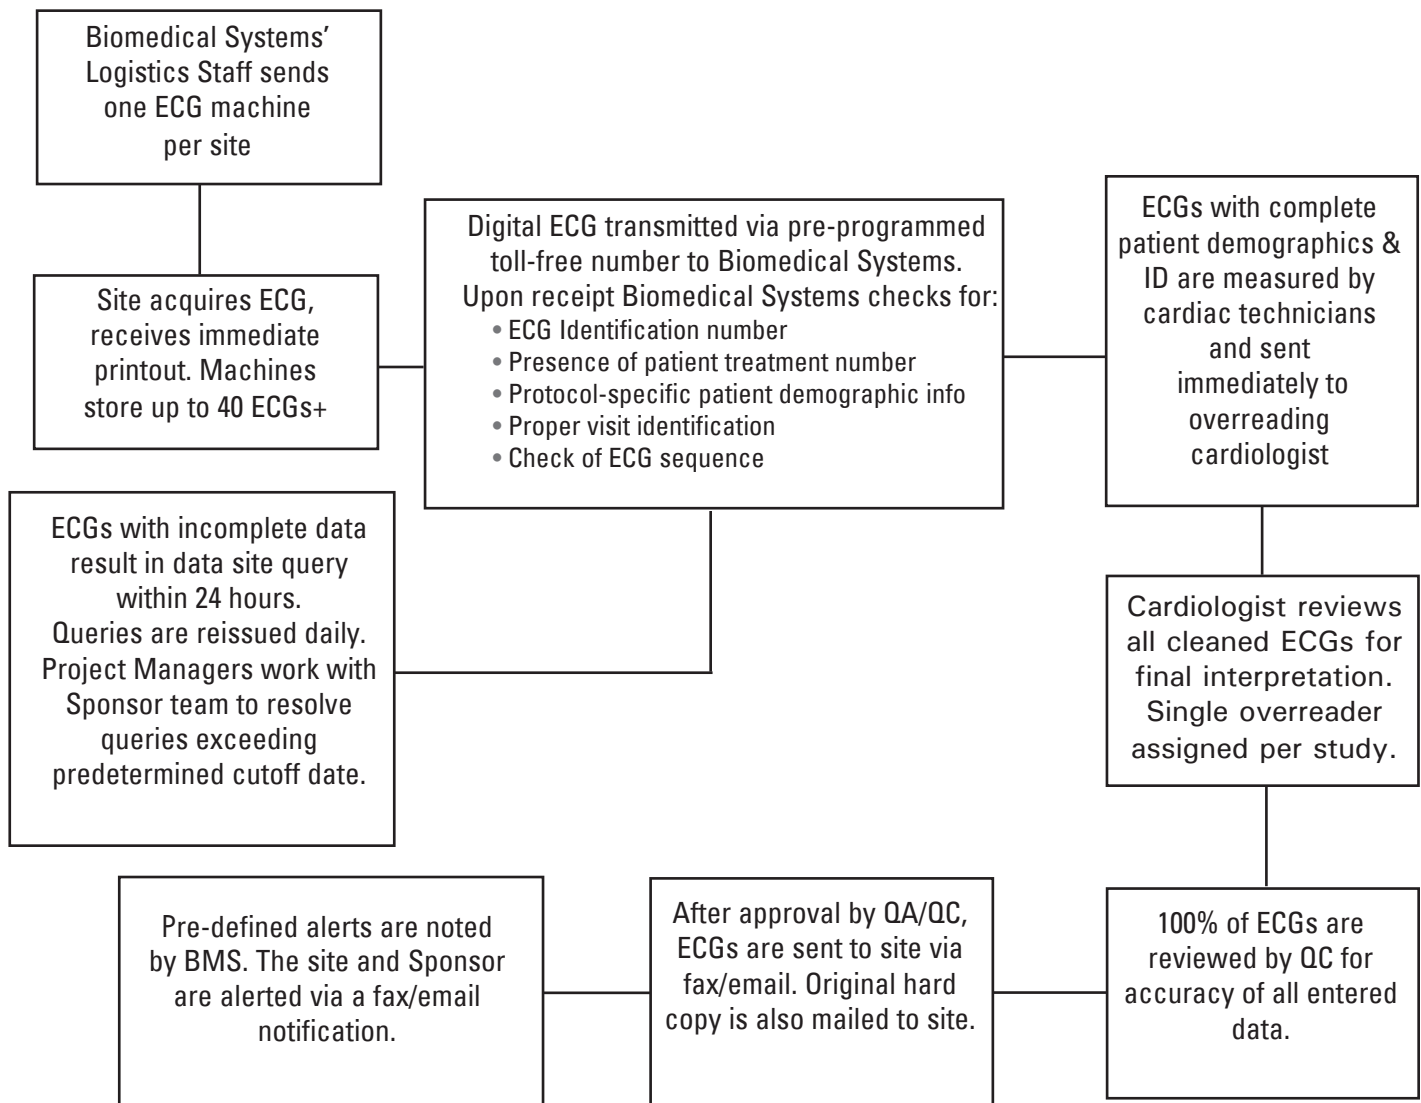 Biomedical Systems’
Logistics Staff sends
one ECG machine
per site
Site acquires ECG,
receives immediate
printout. Machines
store up to 40 ECGs+
Digital ECG transmitted via pre-programmed
toll-free number to Biomedical Systems.
Upon receipt Biomedical Systems checks for:
• ECG Identification number
• Presence of patient treatment number
• Protocol-specific patient demographic info
• Proper visit identification
• Check of ECG sequence
ECGs with complete
patient demographics &
ID are measured by
cardiac technicians
and sent
immediately to
overreading
cardiologist
ECGs with incomplete data
result in data site query
within 24 hours.
Queries are reissued daily.
Project Managers work with
Sponsor team to resolve
queries exceeding
predetermined cutoff date.
Cardiologist reviews
all cleaned ECGs for
final interpretation.
Single overreader
assigned per study.
100% of ECGs are
reviewed by QC for
accuracy of all entered
data.
After approval by QA/QC,
ECGs are sent to site via
fax/email. Original hard
copy is also mailed to site.
Pre-defined alerts are noted
by BMS. The site and Sponsor
are alerted via a fax/email
notification.